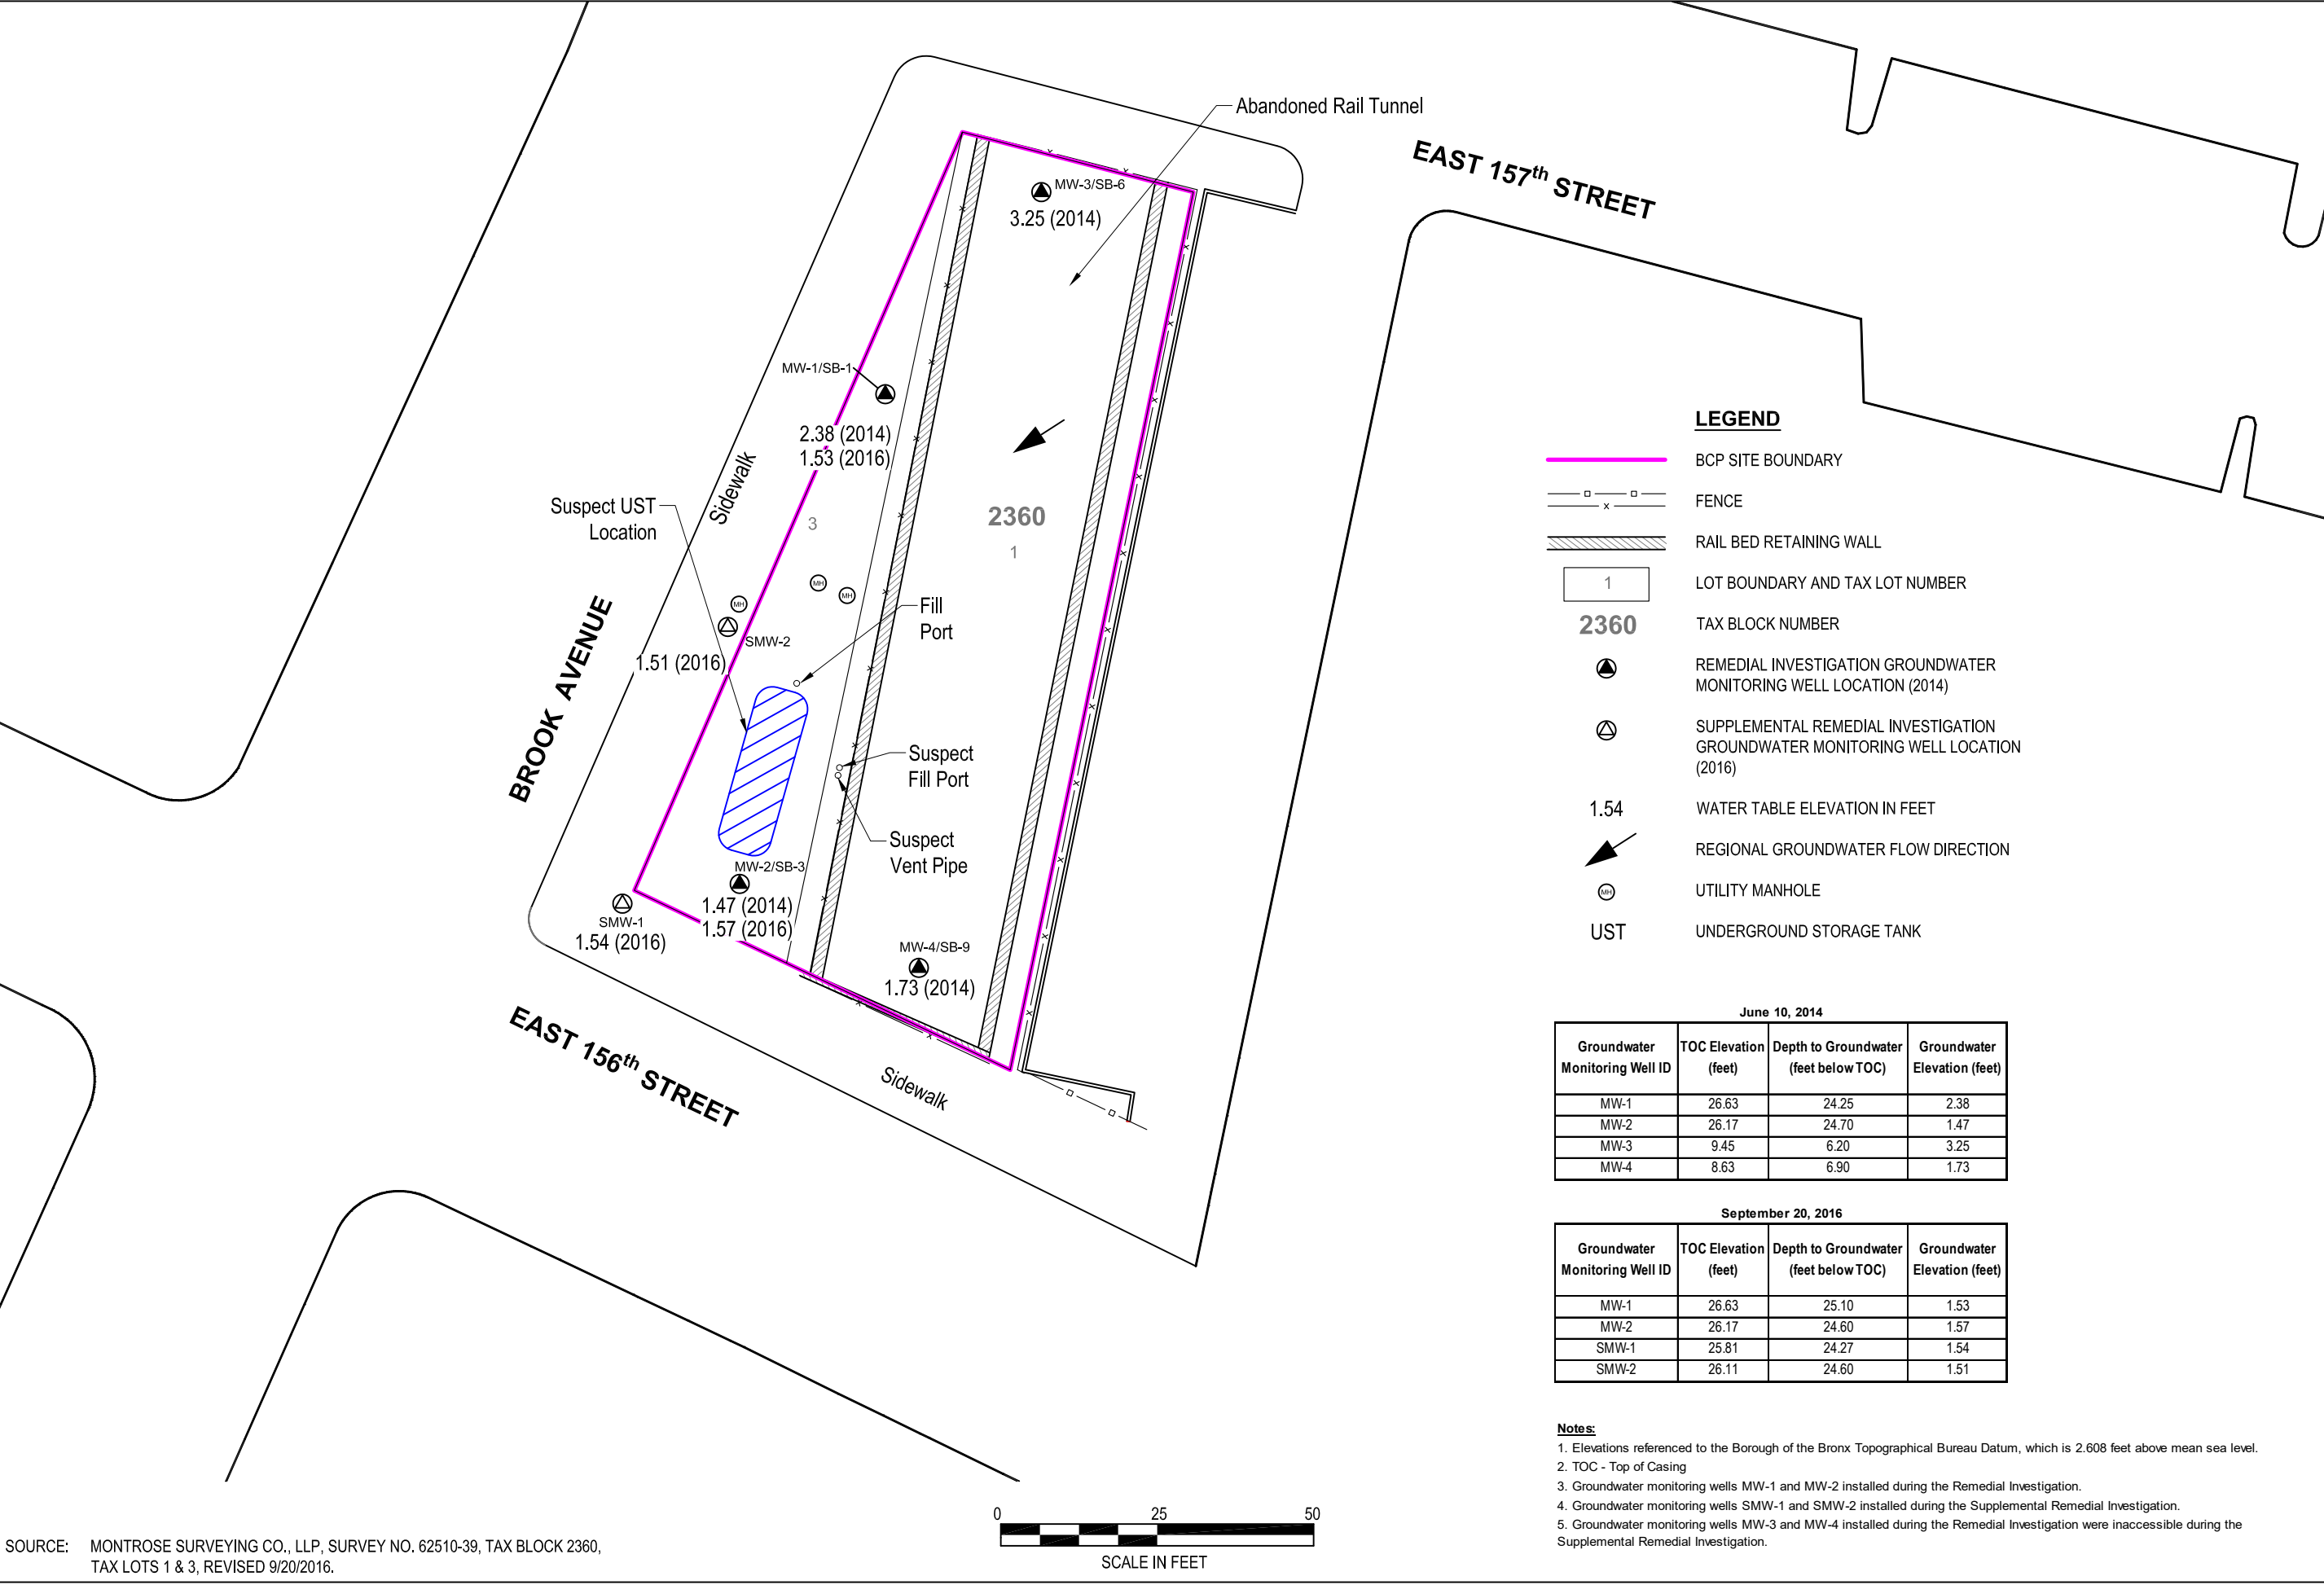 Abandoned Rail Tunnel
EAST 157th STREET
MW-3/SB-6
3.25 (2014)
MW-1/SB-1
2.38 (2014)
1.53 (2016)
Sidewalk
Suspect UST
Location
3
2360
1
MH
MH
MH
Fill
Port
SMW-2
1.51 (2016)
BROOK AVENUE
Suspect
Fill Port
Suspect
Vent Pipe
MW-2/SB-3
1.47 (2014)
1.57 (2016)
SMW-1
1.54 (2016)
MW-4/SB-9
1.73 (2014)
EAST 156th STREET
Sidewalk
LEGEND
BCP SITE BOUNDARY
x
FENCE
RAIL BED RETAINING WALL
1 LOT BOUNDARY AND TAX LOT NUMBER
2360 TAX BLOCK NUMBER
REMEDIAL INVESTIGATION GROUNDWATER
MONITORING WELL LOCATION (2014)
SUPPLEMENTAL REMEDIAL INVESTIGATION
GROUNDWATER MONITORING WELL LOCATION
(2016)
1.54 WATER TABLE ELEVATION IN FEET
REGIONAL GROUNDWATER FLOW DIRECTION
MH UTILITY MANHOLE
UST UNDERGROUND STORAGE TANK
June 10, 2014
Groundwater TOC Elevation Depth to Groundwater Groundwater
Monitoring Well ID (feet) (feet below TOC) Elevation (feet)
MW-1 26.63 24.25 2.38
MW-2 26.17 24.70 1.47
MW-3 9.45 6.20 3.25
MW-4 8.63 6.90 1.73
September 20, 2016
Groundwater TOC Elevation Depth to Groundwater Groundwater
Monitoring Well ID (feet) (feet below TOC) Elevation (feet)
MW-1 26.63 25.10 1.53
MW-2 26.17 24.60 1.57
SMW-1 25.81 24.27 1.54
SMW-2 26.11 24.60 1.51
Notes:
1. Elevations referenced to the Borough of the Bronx Topographical Bureau Datum, which is 2.608 feet above mean sea level.
2. TOC - Top of Casing
3. Groundwater monitoring wells MW-1 and MW-2 installed during the Remedial Investigation.
4. Groundwater monitoring wells SMW-1 and SMW-2 installed during the Supplemental Remedial Investigation.
5. Groundwater monitoring wells MW-3 and MW-4 installed during the Remedial Investigation were inaccessible during the
Supplemental Remedial Investigation.
0 25 50
SCALE IN FEET
SOURCE: MONTROSE SURVEYING CO., LLP, SURVEY NO. 62510-39, TAX BLOCK 2360,
TAX LOTS 1 & 3, REVISED 9/20/2016.